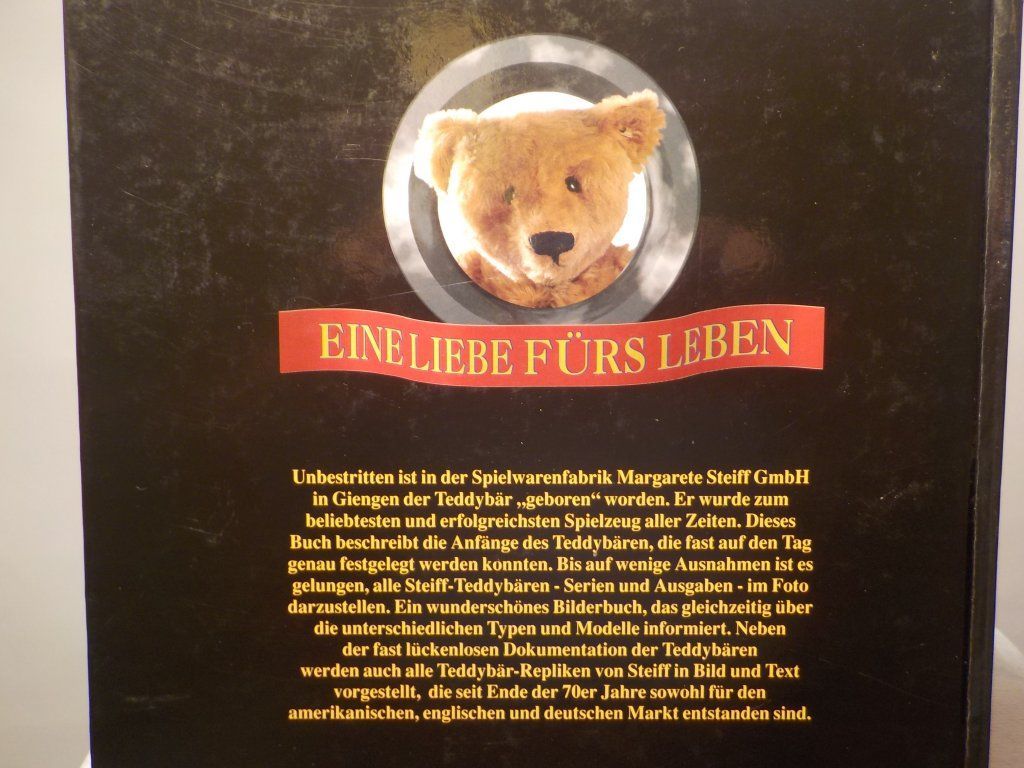 EINE LIEBE FÜRS LEBEN
Unbestritten ist in der Spielwarenfabrik Margarete Steiff GmbH
in Giengen der Teddybär „geboren“ worden. Er wurde zum
beliebtesten und erfolgreichsten Spielzeug aller Zeiten. Dieses
Buch beschreibt die Anfänge des Teddybären, die fast auf den Tag
genau festgelegt werden konnten. Bis auf wenige Ausnahmen ist es
gelungen, alle Steiff-Teddybären - Serien und Ausgaben - im Foto
darzustellen. Ein wunderschönes Bilderbuch, das gleichzeitig über
die unterschiedlichen Typen und Modelle informiert. Neben
der fast lückenlosen Dokumentation der Teddybären
werden auch alle Teddybär-Repliken von Steiff in Bild und Text
vorgestellt, die seit Ende der 70er Jahre sowohl für den
amerikanischen, englischen und deutschen Markt entstanden sind.